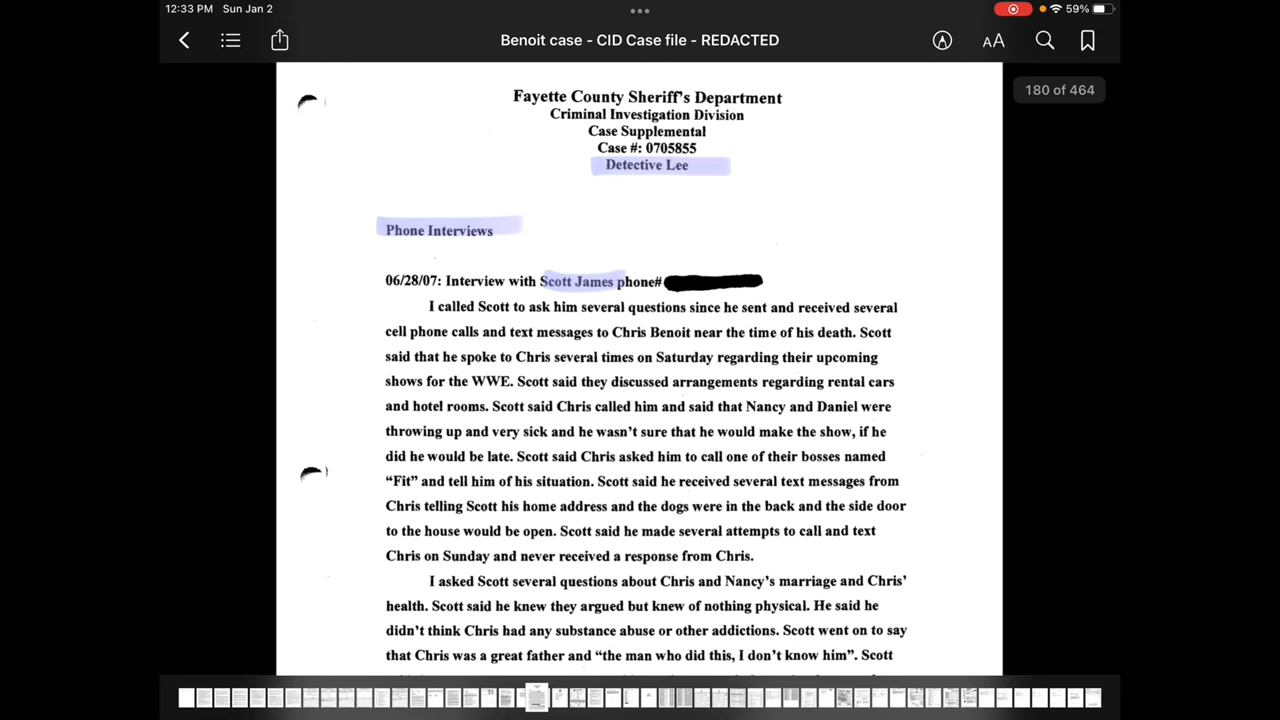 12:33 PM Sun Jan 2
59%
Benoit case - CID Case file - REDACTED
AA
180 of 464
Fayette County Sheriff's Department
Criminal Investigation Division
Case Supplemental
Case #: 0705855
Detective Lee
Phone Interviews
06/28/07: Interview with Scott James phone#
I called Scott to ask him several questions since he sent and received several
cell phone calls and text messages to Chris Benoit near the time of his death. Scott
said that he spoke to Chris several times on Saturday regarding their upcoming
shows for the WWE. Scott said they discussed arrangements regarding rental cars
and hotel rooms. Scott said Chris called him and said that Nancy and Daniel were
throwing up and very sick and he wasn't sure that he would make the show, if he
did he would be late. Scott said Chris asked him to call one of their bosses named
"Fit" and tell him of his situation. Scott said he received several text messages from
Chris telling Scott his home address and the dogs were in the back and the side door
to the house would be open. Scott said he made several attempts to call and text
Chris on Sunday and never received a response from Chris.
I asked Scott several questions about Chris and Nancy's marriage and Chris'
health. Scott said he knew they argued but knew of nothing physical. He said he
didn't think Chris had any substance abuse or other addictions. Scott went on to say
that Chris was a great father and "the man who did this, I don't know him". Scott